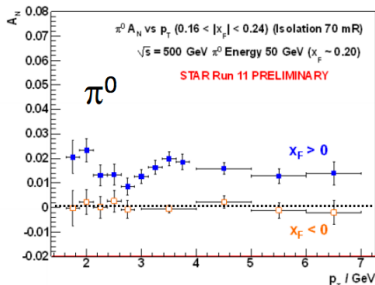 A_N
π⁰ A_N vs p_T (0.16 < |x_F| < 0.24) (Isolation 70 mR)
√s = 500 GeV π⁰ Energy 50 GeV (x_F ~ 0.20)
STAR Run 11 PRELIMINARY
π⁰
0.08
0.07
0.06
0.05
0.04
0.03
0.02
0.01
0
-0.01
-0.02
x_F > 0
x_F < 0
2 3 4 5 6 7
/ GeV